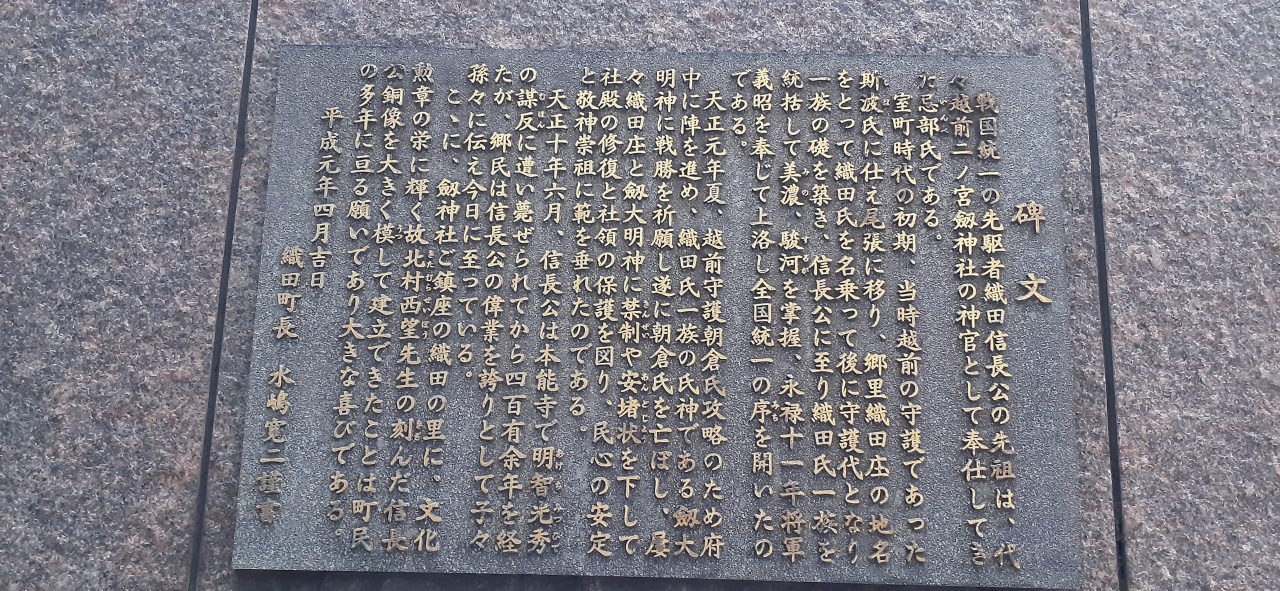 碑文
戦国統一の先駆者織田信長公の先祖は、代
々越前二ノ宮劔神社の神官として奉仕してき
た忌部氏である。
室町時代の初期、当時越前の守護であった
斯波氏に仕え尾張に移り、郷里織田庄の地名
をとって織田氏を名乗って後に守護代となり
一族の礎を築き、信長公に至り織田氏一族を
統括して美濃、駿河を掌握、永禄十一年将軍
義昭を奉じて上洛し全国統一の序を開いたの
である。
天正元年夏、越前守護朝倉氏攻略のため府
中に陣を進め、織田氏一族の氏神である劔大
明神に戦勝を祈願し遂に朝倉氏を亡ぼし、屡
々織田庄と劔大明神に禁制や安堵状を下して
社殿の修復と社領の保護を図り、民心の安定
と敬神崇祖に範を垂れたのである。
天正十年六月、信長公は本能寺で明智光秀
の謀反に遭い薨ぜられてから四百有余年を経
たが、郷民は信長公の偉業を誇りとして子々
孫々に伝え今日に至っている。
こゝに、劔神社ご鎮座の織田の里に、文化
勲章の栄に輝く故北村西望先生の刻んだ信長
公銅像を大きく模して建立できたことは町民
の多年に亘る願いであり大きな喜びである。
平成元年四月吉日
織田町長 水嶋寛二謹書